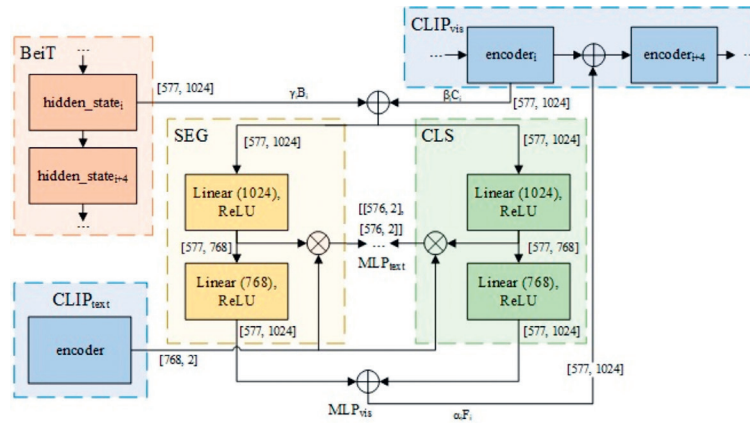 CLIPvis
...
encoderi
encoderi+4
...
BeiT
...
[577, 1024]
hidden_statei
γiBi
βiCi
[577, 1024]
SEG
CLS
[577, 1024]
[577, 1024]
hidden_statei+4
...
Linear (1024),
ReLU
[[576, 2],
[576, 2]]
Linear (1024),
ReLU
[577, 768]
...
MLPtext
[577, 768]
Linear (768),
ReLU
Linear (768),
ReLU
CLIPtext
encoder
[577, 1024]
[577, 1024]
[768, 2]
[577, 1024]
MLPvis
αiFi